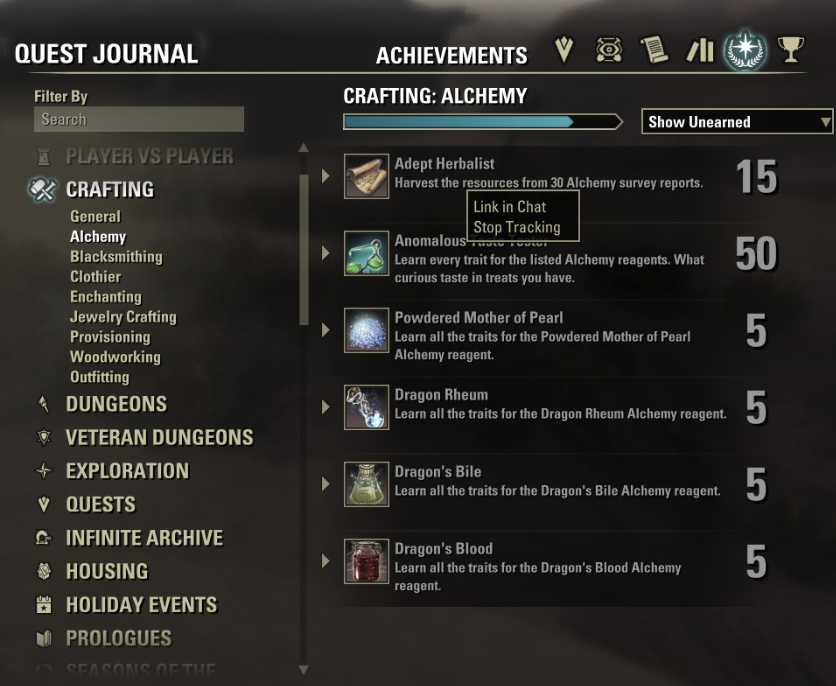 QUEST JOURNAL
ACHIEVEMENTS
Filter By
Search
PLAYER VS PLAYER
CRAFTING
General
Alchemy
Blacksmithing
Clothier
Enchanting
Jewelry Crafting
Provisioning
Woodworking
Outfitting
DUNGEONS
VETERAN DUNGEONS
EXPLORATION
QUESTS
INFINITE ARCHIVE
HOUSING
HOLIDAY EVENTS
PROLOGUES
SEASONS OF THE
CRAFTING: ALCHEMY
Show Unearned
Adept Herbalist
Harvest the resources from 30 Alchemy survey reports.
15
Link in Chat
Stop Tracking
Anomalous Taste Tester
Learn every trait for the listed Alchemy reagents. What
curious taste in treats you have.
50
Powdered Mother of Pearl
Learn all the traits for the Powdered Mother of Pearl
Alchemy reagent.
5
Dragon Rheum
Learn all the traits for the Dragon Rheum Alchemy reagent.
5
Dragon's Bile
Learn all the traits for the Dragon's Bile Alchemy reagent.
5
Dragon's Blood
Learn all the traits for the Dragon's Blood Alchemy
reagent.
5